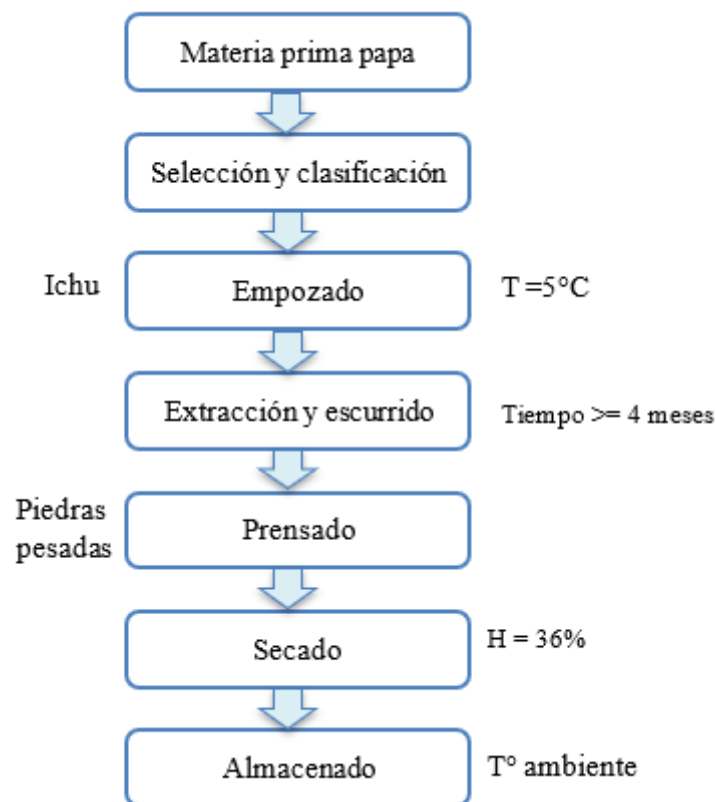 Materia prima papa
Selección y clasificación
Ichu
Empozado
T =5°C
Extracción y escurrido
Tiempo >= 4 meses
Piedras
pesadas
Prensado
Secado
H = 36%
Almacenado
T° ambiente